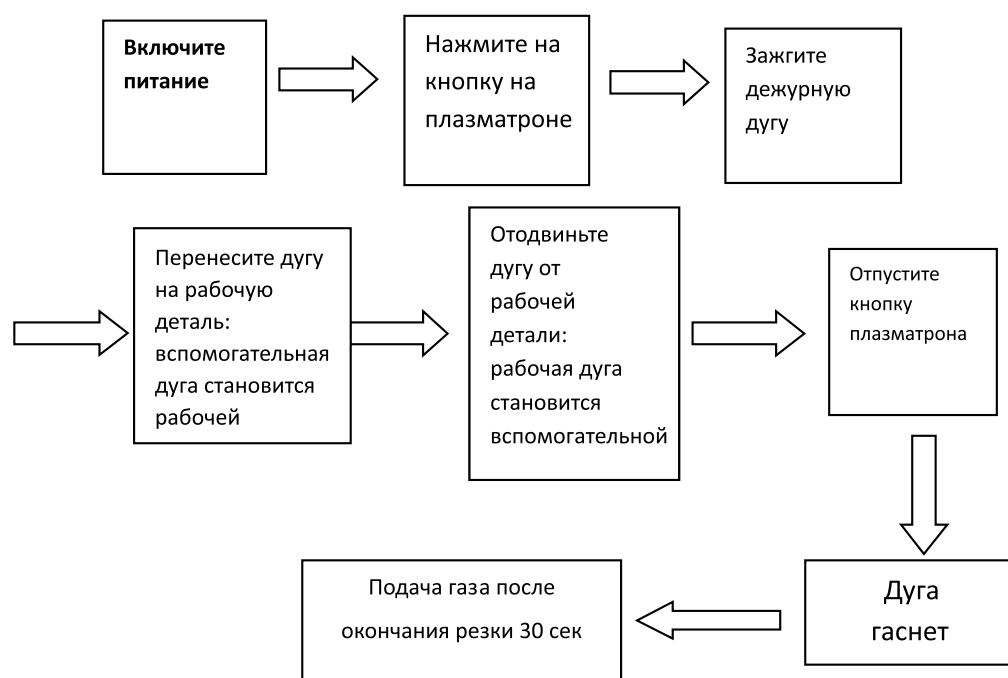 Включите
питание
Нажмите на
кнопку на
плазматроне
Зажгите
дежурную
дугу
Перенесите дугу
на рабочую
деталь:
вспомогательная
дуга становится
рабочей
Отодвиньте
дугу от
рабочей
детали:
рабочая дуга
становится
вспомогательной
Отпустите
кнопку
плазматрона
Дуга
гаснет
Подача газа после
окончания резки 30 сек